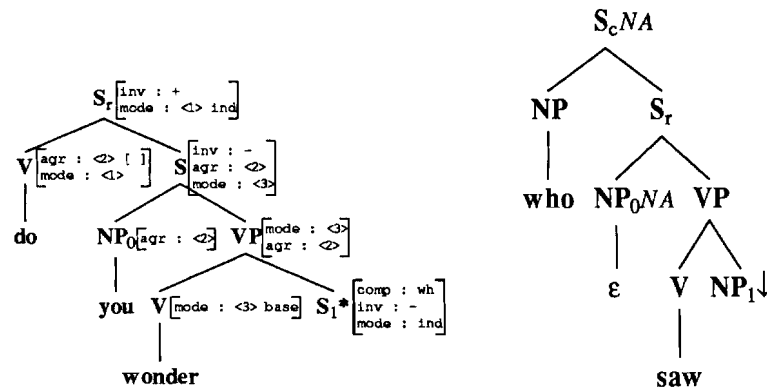 S_r [inv : +
mode : <1> ind]
V [agr : <2> [ ]
mode : <1>]
S [inv : -
agr : <2>
mode : <3>]
do
NP_0 [agr : <2>]
VP [mode : <3>
agr : <2>]
you
V [mode : <3> base]
S_1* [comp : wh
inv : -
mode : ind]
wonder
S_c NA
NP S_r
who NP_0 NA VP
ε V NP_1↓
saw